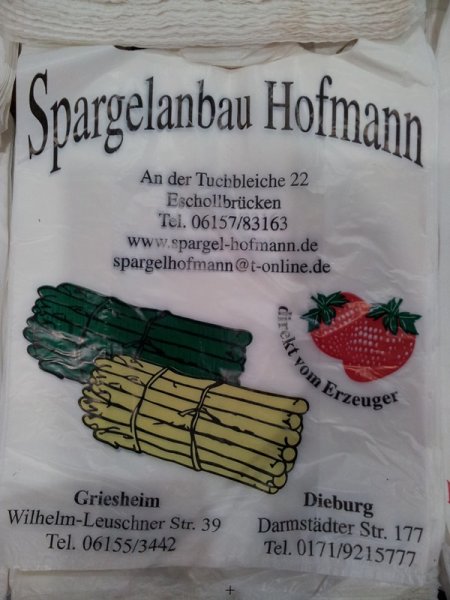 Spargelanbau Hofmann
An der Tuchbleiche 22
Eschollbrücken
Tel. 06157/83163
www.spargel-hofmann.de
spargelhofmann@t-online.de
direkt vom Erzeuger
Griesheim
Wilhelm-Leuschner Str. 39
Tel. 06155/3442
Dieburg
Darmstädter Str. 177
Tel. 0171/9215777